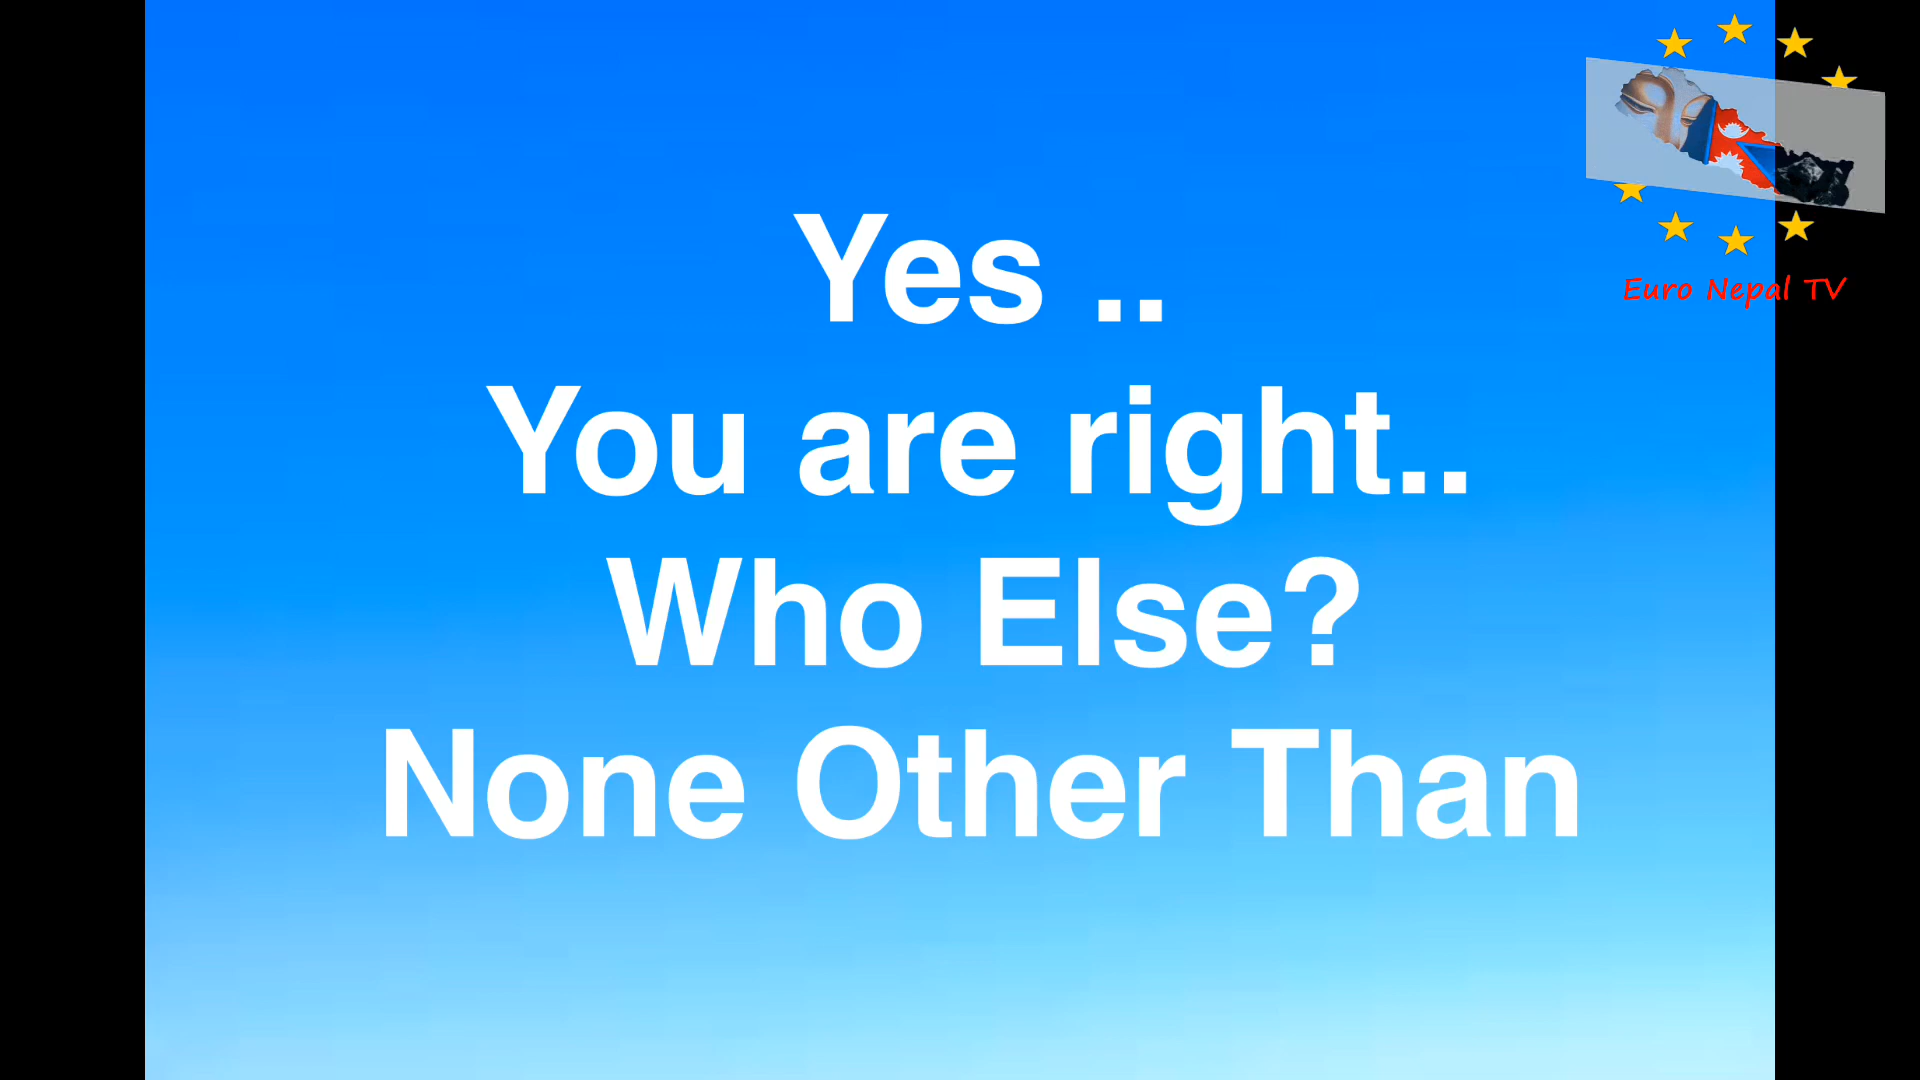 Yes ..
You are right..
Who Else?
None Other Than
Euro Nepal TV